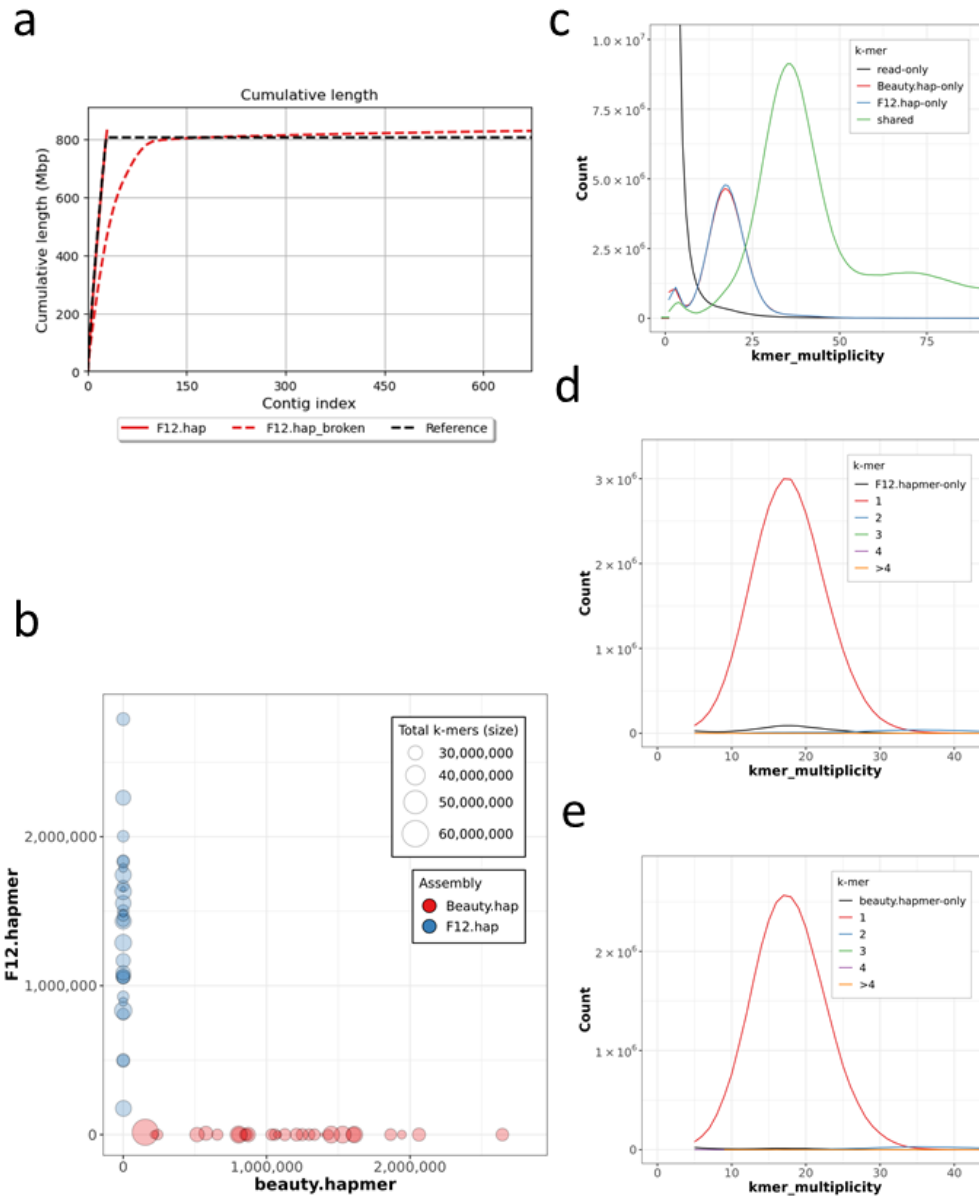 a
Cumulative length
Cumulative length (Mbp)
800
600
400
200
0
0 150 300 450 600
Contig index
F12.hap F12.hap_broken Reference
b
F12.hapmer
2,000,000
1,000,000
0
Total k-mers (size)
30,000,000
40,000,000
50,000,000
60,000,000
Assembly
Beauty.hap
F12.hap
0 1,000,000 2,000,000
beauty.hapmer
c
Count
1.0 × 10⁷
7.5 × 10⁶
5.0 × 10⁶
2.5 × 10⁶
0
k-mer
read-only
Beauty.hap-only
F12.hap-only
shared
0 25 50 75
kmer_multiplicity
d
Count
3 × 10⁶
2 × 10⁶
1 × 10⁶
0
k-mer
F12.hapmer-only
1
2
3
4
>4
0 10 20 30 40
kmer_multiplicity
e
Count
2 × 10⁶
1 × 10⁶
0
k-mer
beauty.hapmer-only
1
2
3
4
>4
0 10 20 30 40
kmer_multiplicity